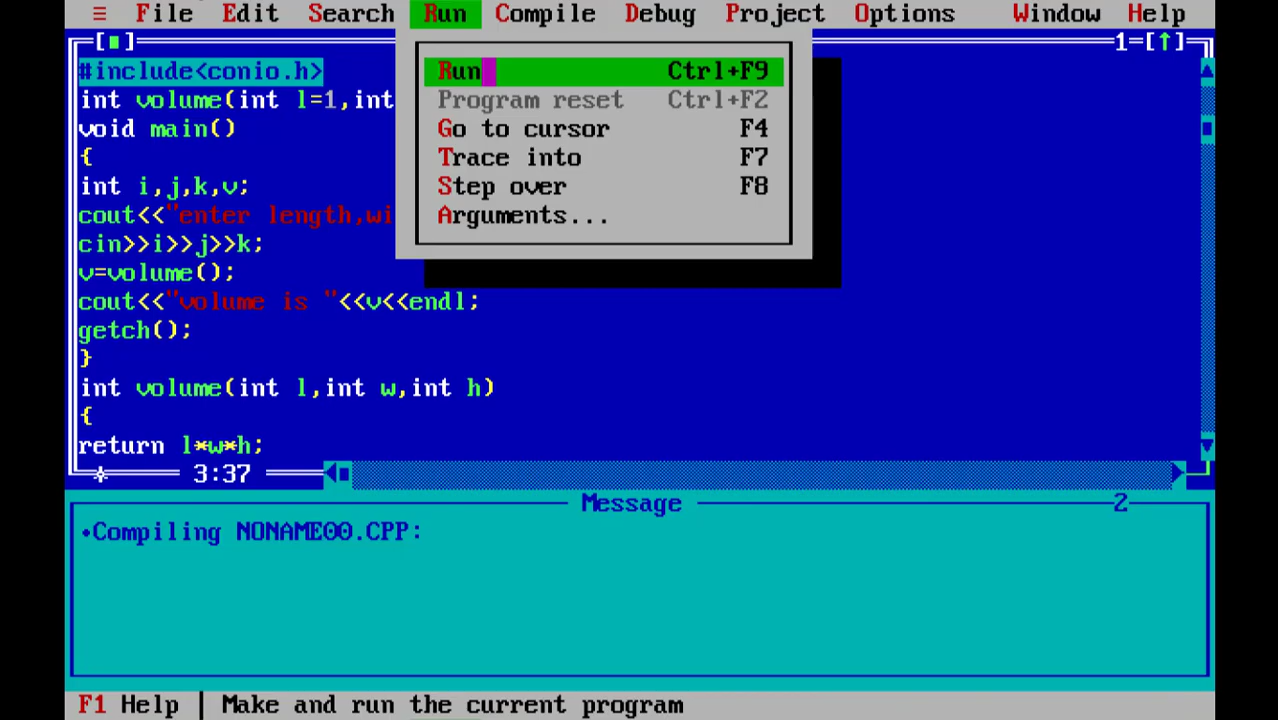 ≡ File Edit Search Run Compile Debug Project Options Window Help
[■] 1=[↑]
#include<conio.h>
int volume(int l=1,int
void main()
{
int i,j,k,v;
cout<<"enter length,wi
cin>>i>>j>>k;
v=volume();
cout<<"volume is "<<v<<endl;
getch();
}
int volume(int l,int w,int h)
{
return l*w*h;
3:37
Run Ctrl+F9
Program reset Ctrl+F2
Go to cursor F4
Trace into F7
Step over F8
Arguments...
Message 2
•Compiling NONAME00.CPP:
F1 Help | Make and run the current program